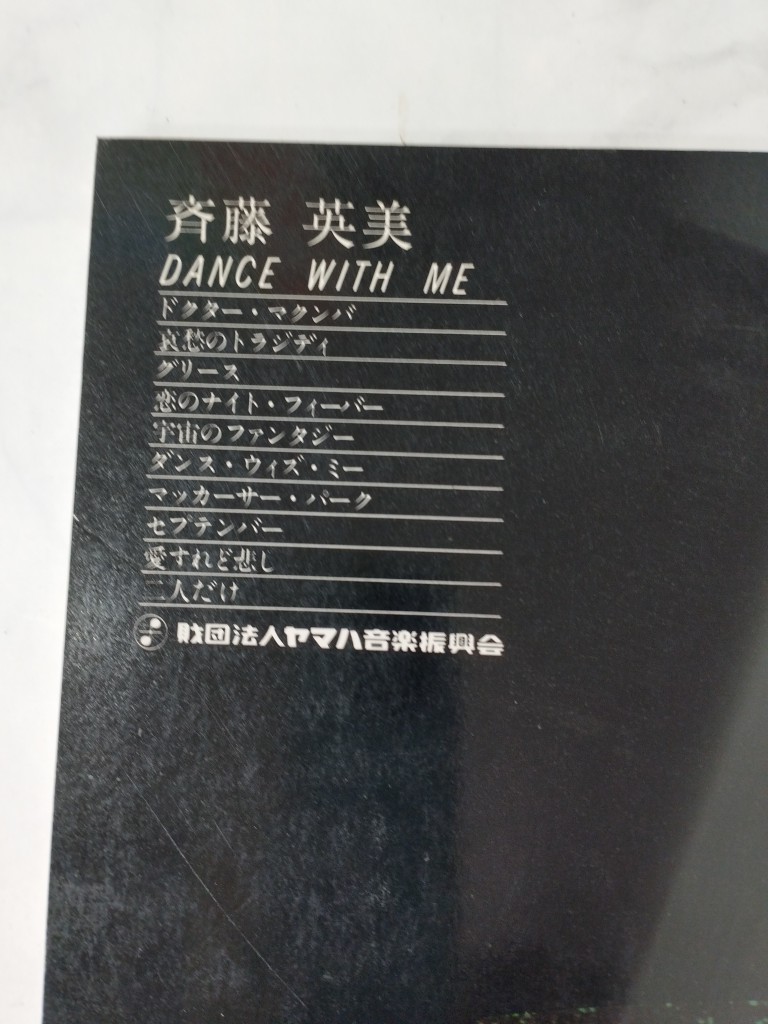 斉藤 英美
DANCE WITH ME
ドクター・マクンバ
哀愁のトラジディ
グリース
恋のナイト・フィーバー
宇宙のファンタジー
ダンス・ウィズ・ミー
マッカーサー・パーク
セプテンバー
愛すれど悲し
二人だけ
財団法人ヤマハ音楽振興会